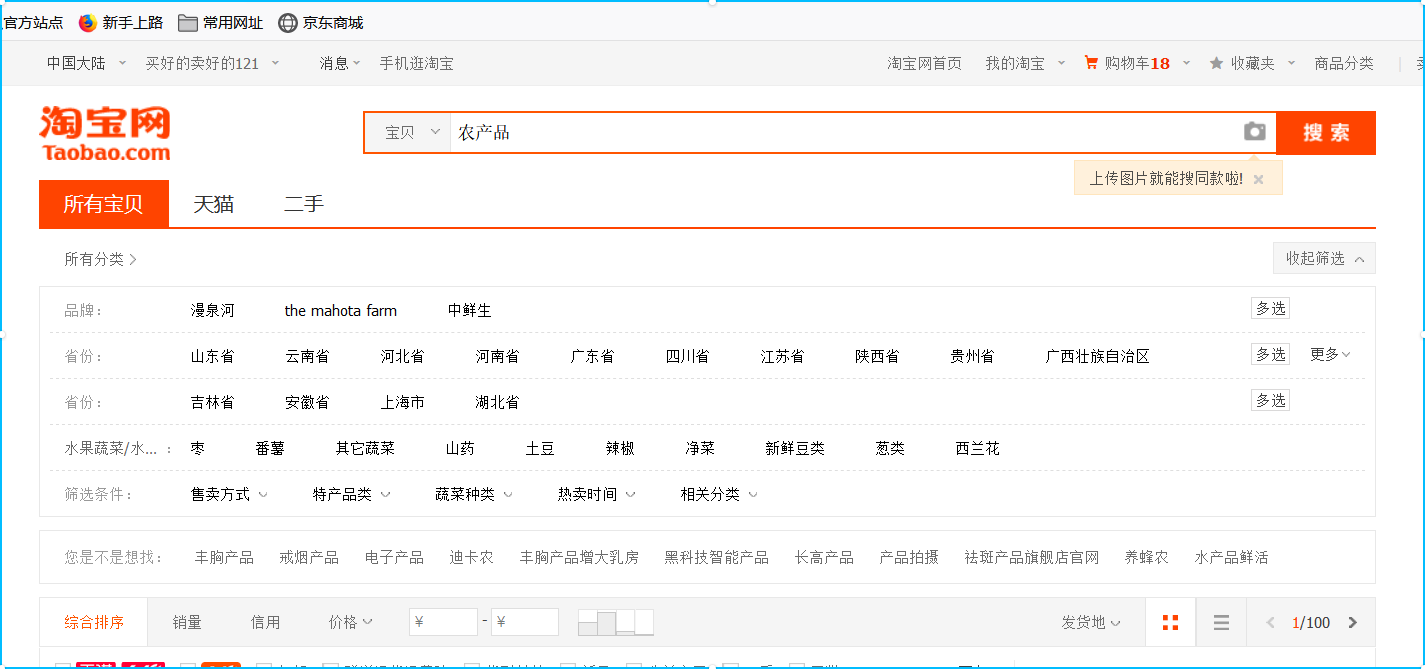 官方站点 新手上路 常用网址 京东商城
中国大陆 买好的卖好的121 消息 手机逛淘宝 淘宝网首页 我的淘宝 购物车18 收藏夹 商品分类
淘宝网
Taobao.com
宝贝 农产品 搜索
上传图片就能搜同款啦!
所有宝贝 天猫 二手
所有分类 收起筛选
品牌: 漫泉河 the mahota farm 中鲜生 多选
省份: 山东省 云南省 河北省 河南省 广东省 四川省 江苏省 陕西省 贵州省 广西壮族自治区 多选 更多
省份: 吉林省 安徽省 上海市 湖北省 多选
水果蔬菜/水... : 枣 番薯 其它蔬菜 山药 土豆 辣椒 净菜 新鲜豆类 葱类 西兰花
筛选条件: 售卖方式 特产品类 蔬菜种类 热卖时间 相关分类
您是不是想找: 丰胸产品 戒烟产品 电子产品 迪卡农 丰胸产品增大乳房 黑科技智能产品 长高产品 产品拍摄 祛斑产品旗舰店官网 养蜂农 水产品鲜活
综合排序 销量 信用 价格 ¥ - ¥ 发货地 1/100